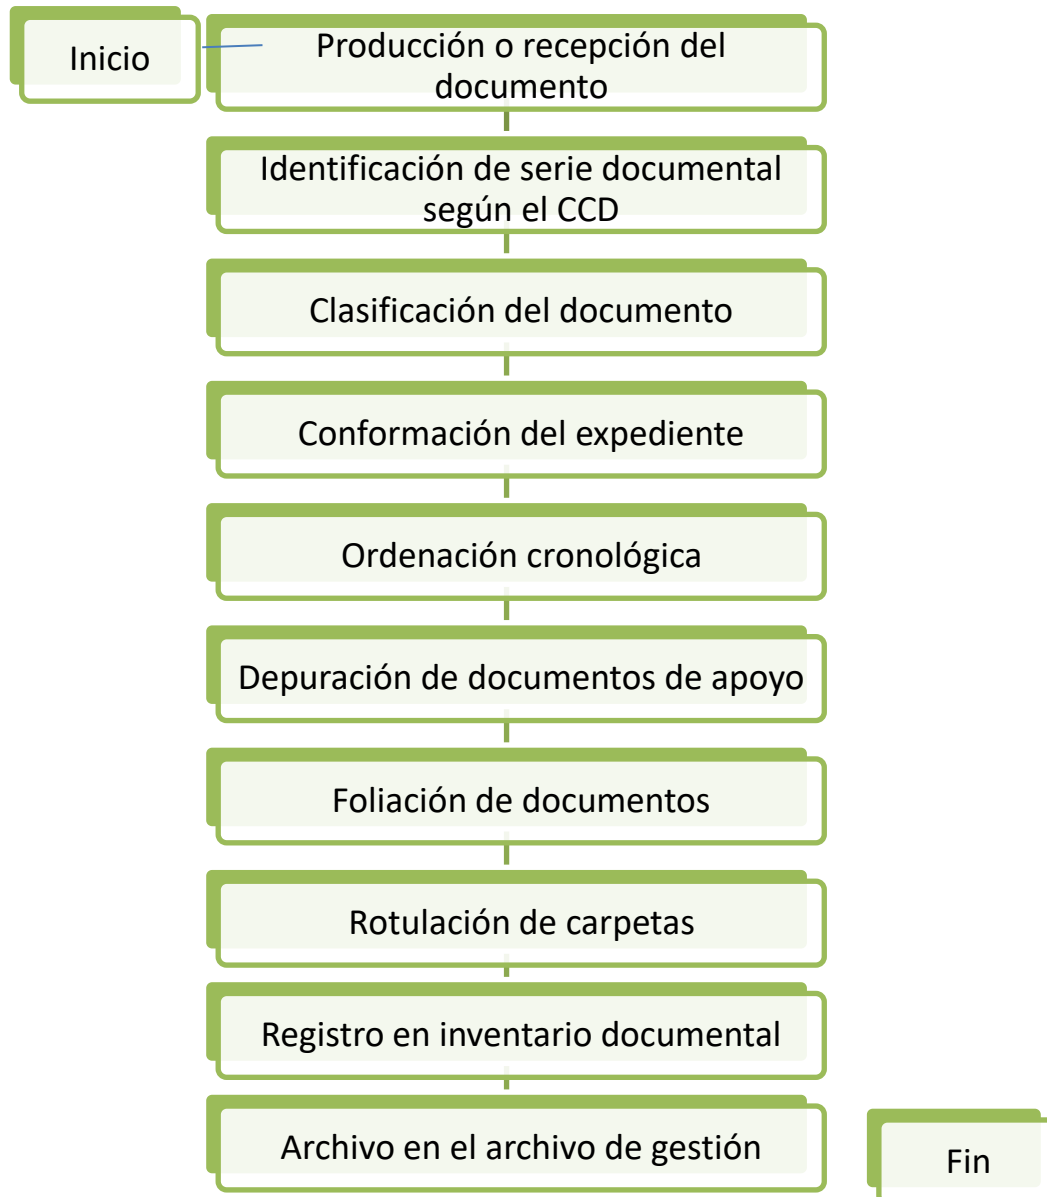 Inicio
Producción o recepción del
documento
Identificación de serie documental
según el CCD
Clasificación del documento
Conformación del expediente
Ordenación cronológica
Depuración de documentos de apoyo
Foliación de documentos
Rotulación de carpetas
Registro en inventario documental
Archivo en el archivo de gestión
Fin